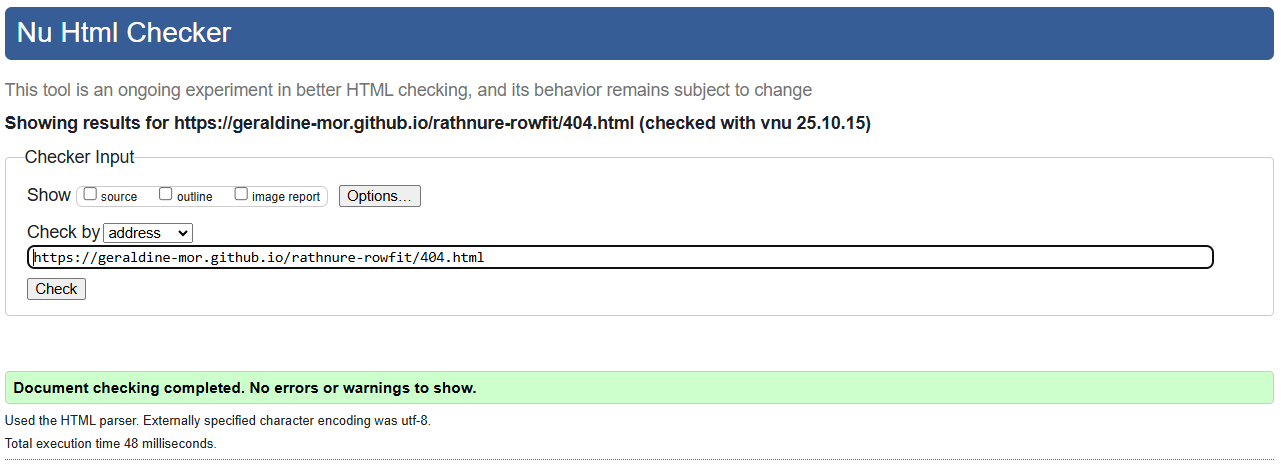 Nu Html Checker
This tool is an ongoing experiment in better HTML checking, and its behavior remains subject to change
Showing results for https://geraldine-mor.github.io/rathnure-rowfit/404.html (checked with vnu 25.10.15)
Checker Input
Show source outline image report Options...
Check by address
https://geraldine-mor.github.io/rathnure-rowfit/404.html
Check
Document checking completed. No errors or warnings to show.
Used the HTML parser. Externally specified character encoding was utf-8.
Total execution time 48 milliseconds.